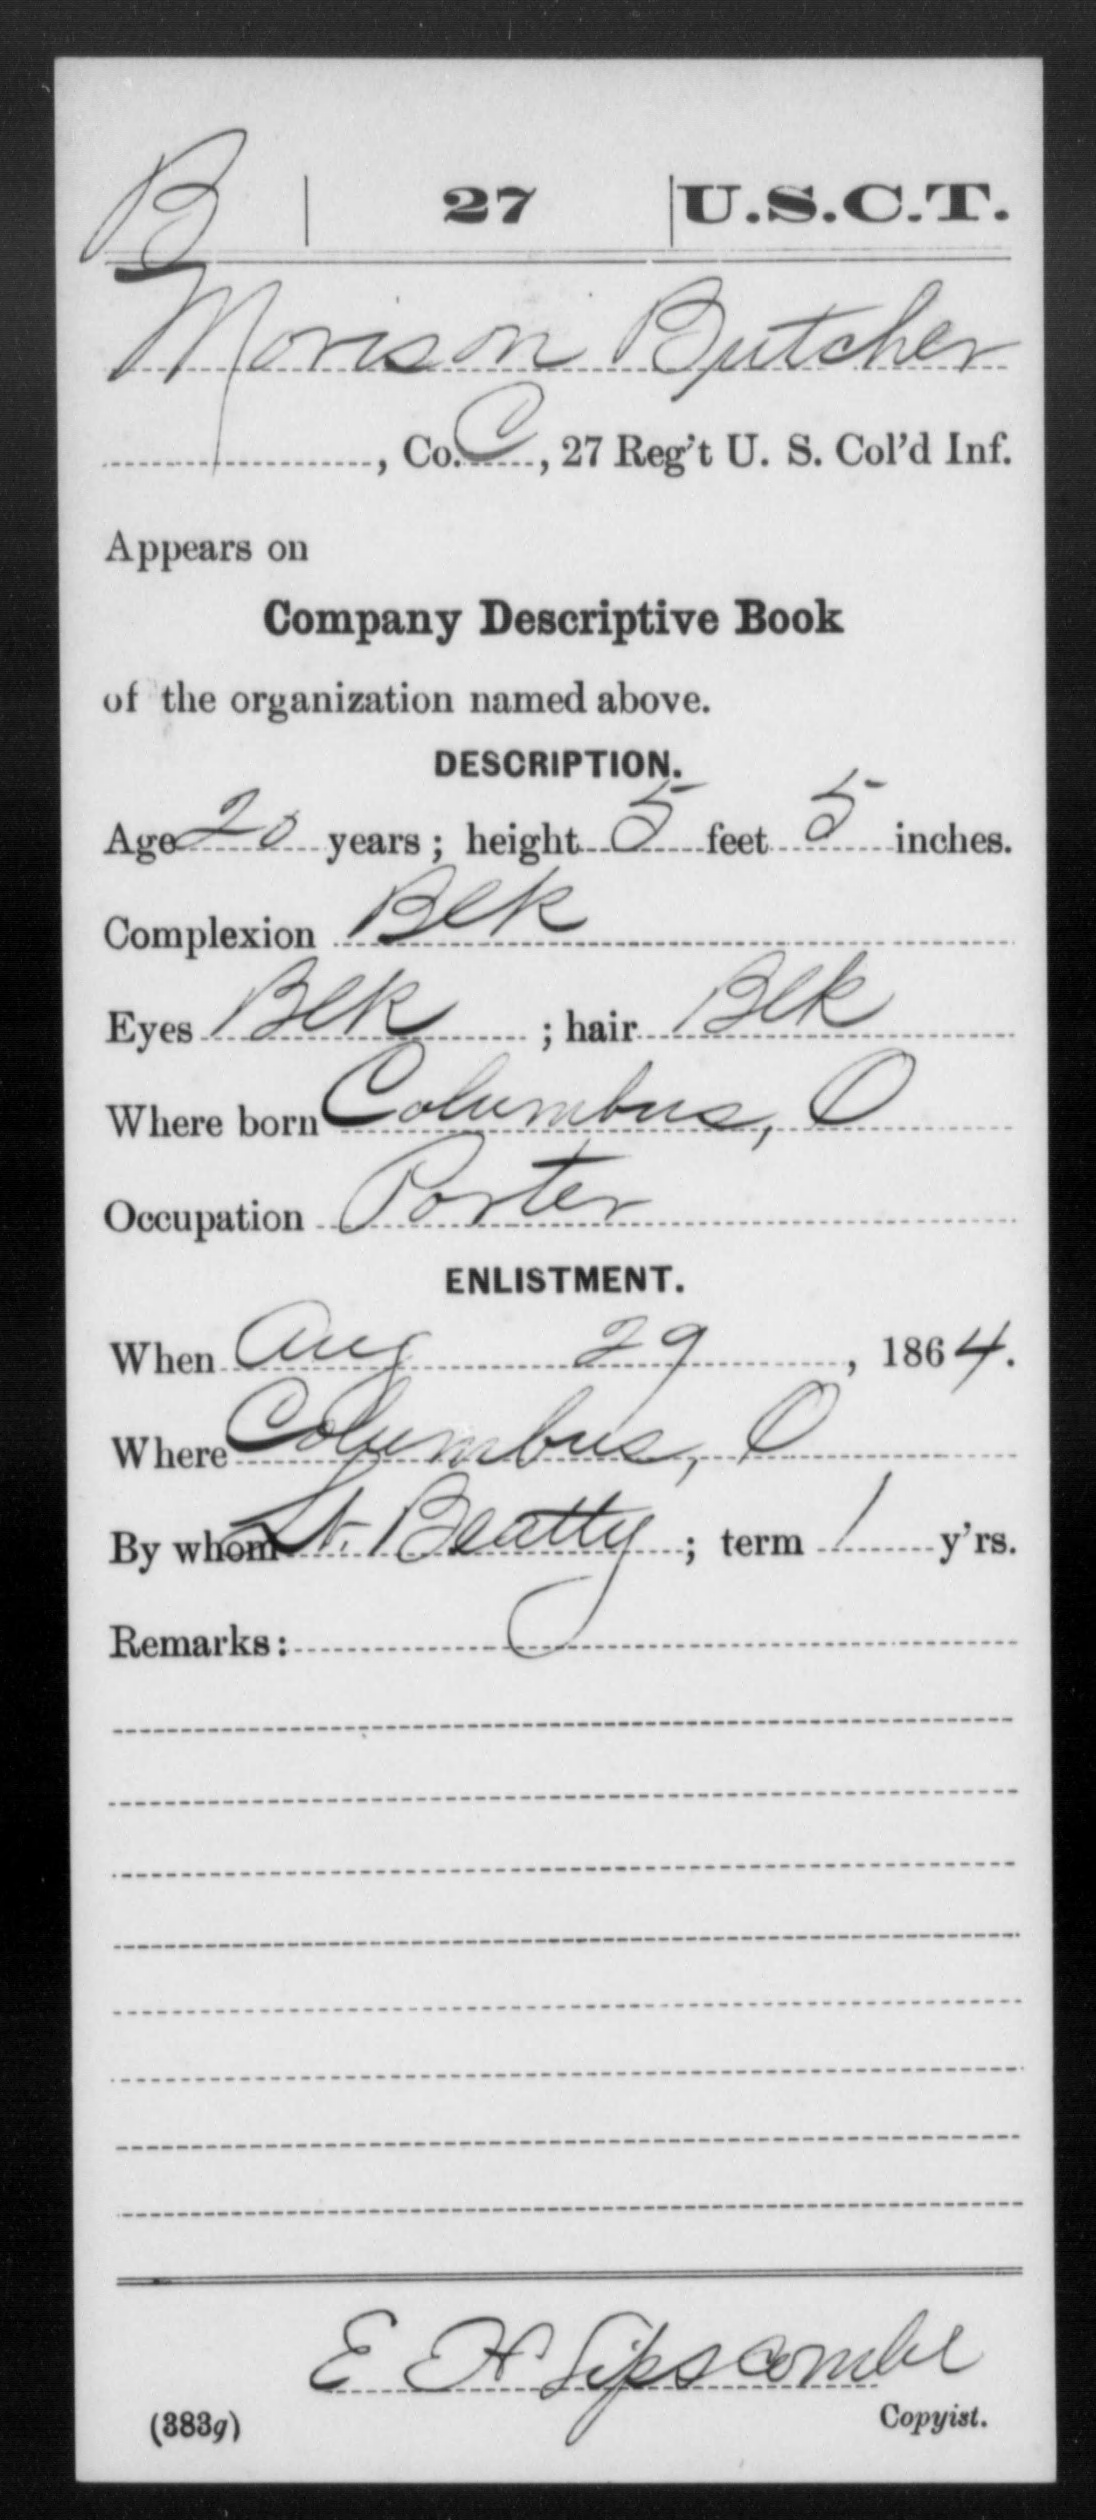 B | 27 | U.S.C.T.
Morison Butcher
, Co. C, 27 Reg't U. S. Col'd Inf.
Appears on
Company Descriptive Book
of the organization named above.
DESCRIPTION.
Age 20 years; height 5 feet 5 inches.
Complexion Blk
Eyes Blk ; hair Blk
Where born Columbus, O
Occupation Porter
ENLISTMENT.
When Aug 29, 1864.
Where Columbus, O
By whom Lt. Beatty; term 1 y'rs.
Remarks:
E H Lipscombe
(383g) Copyist.